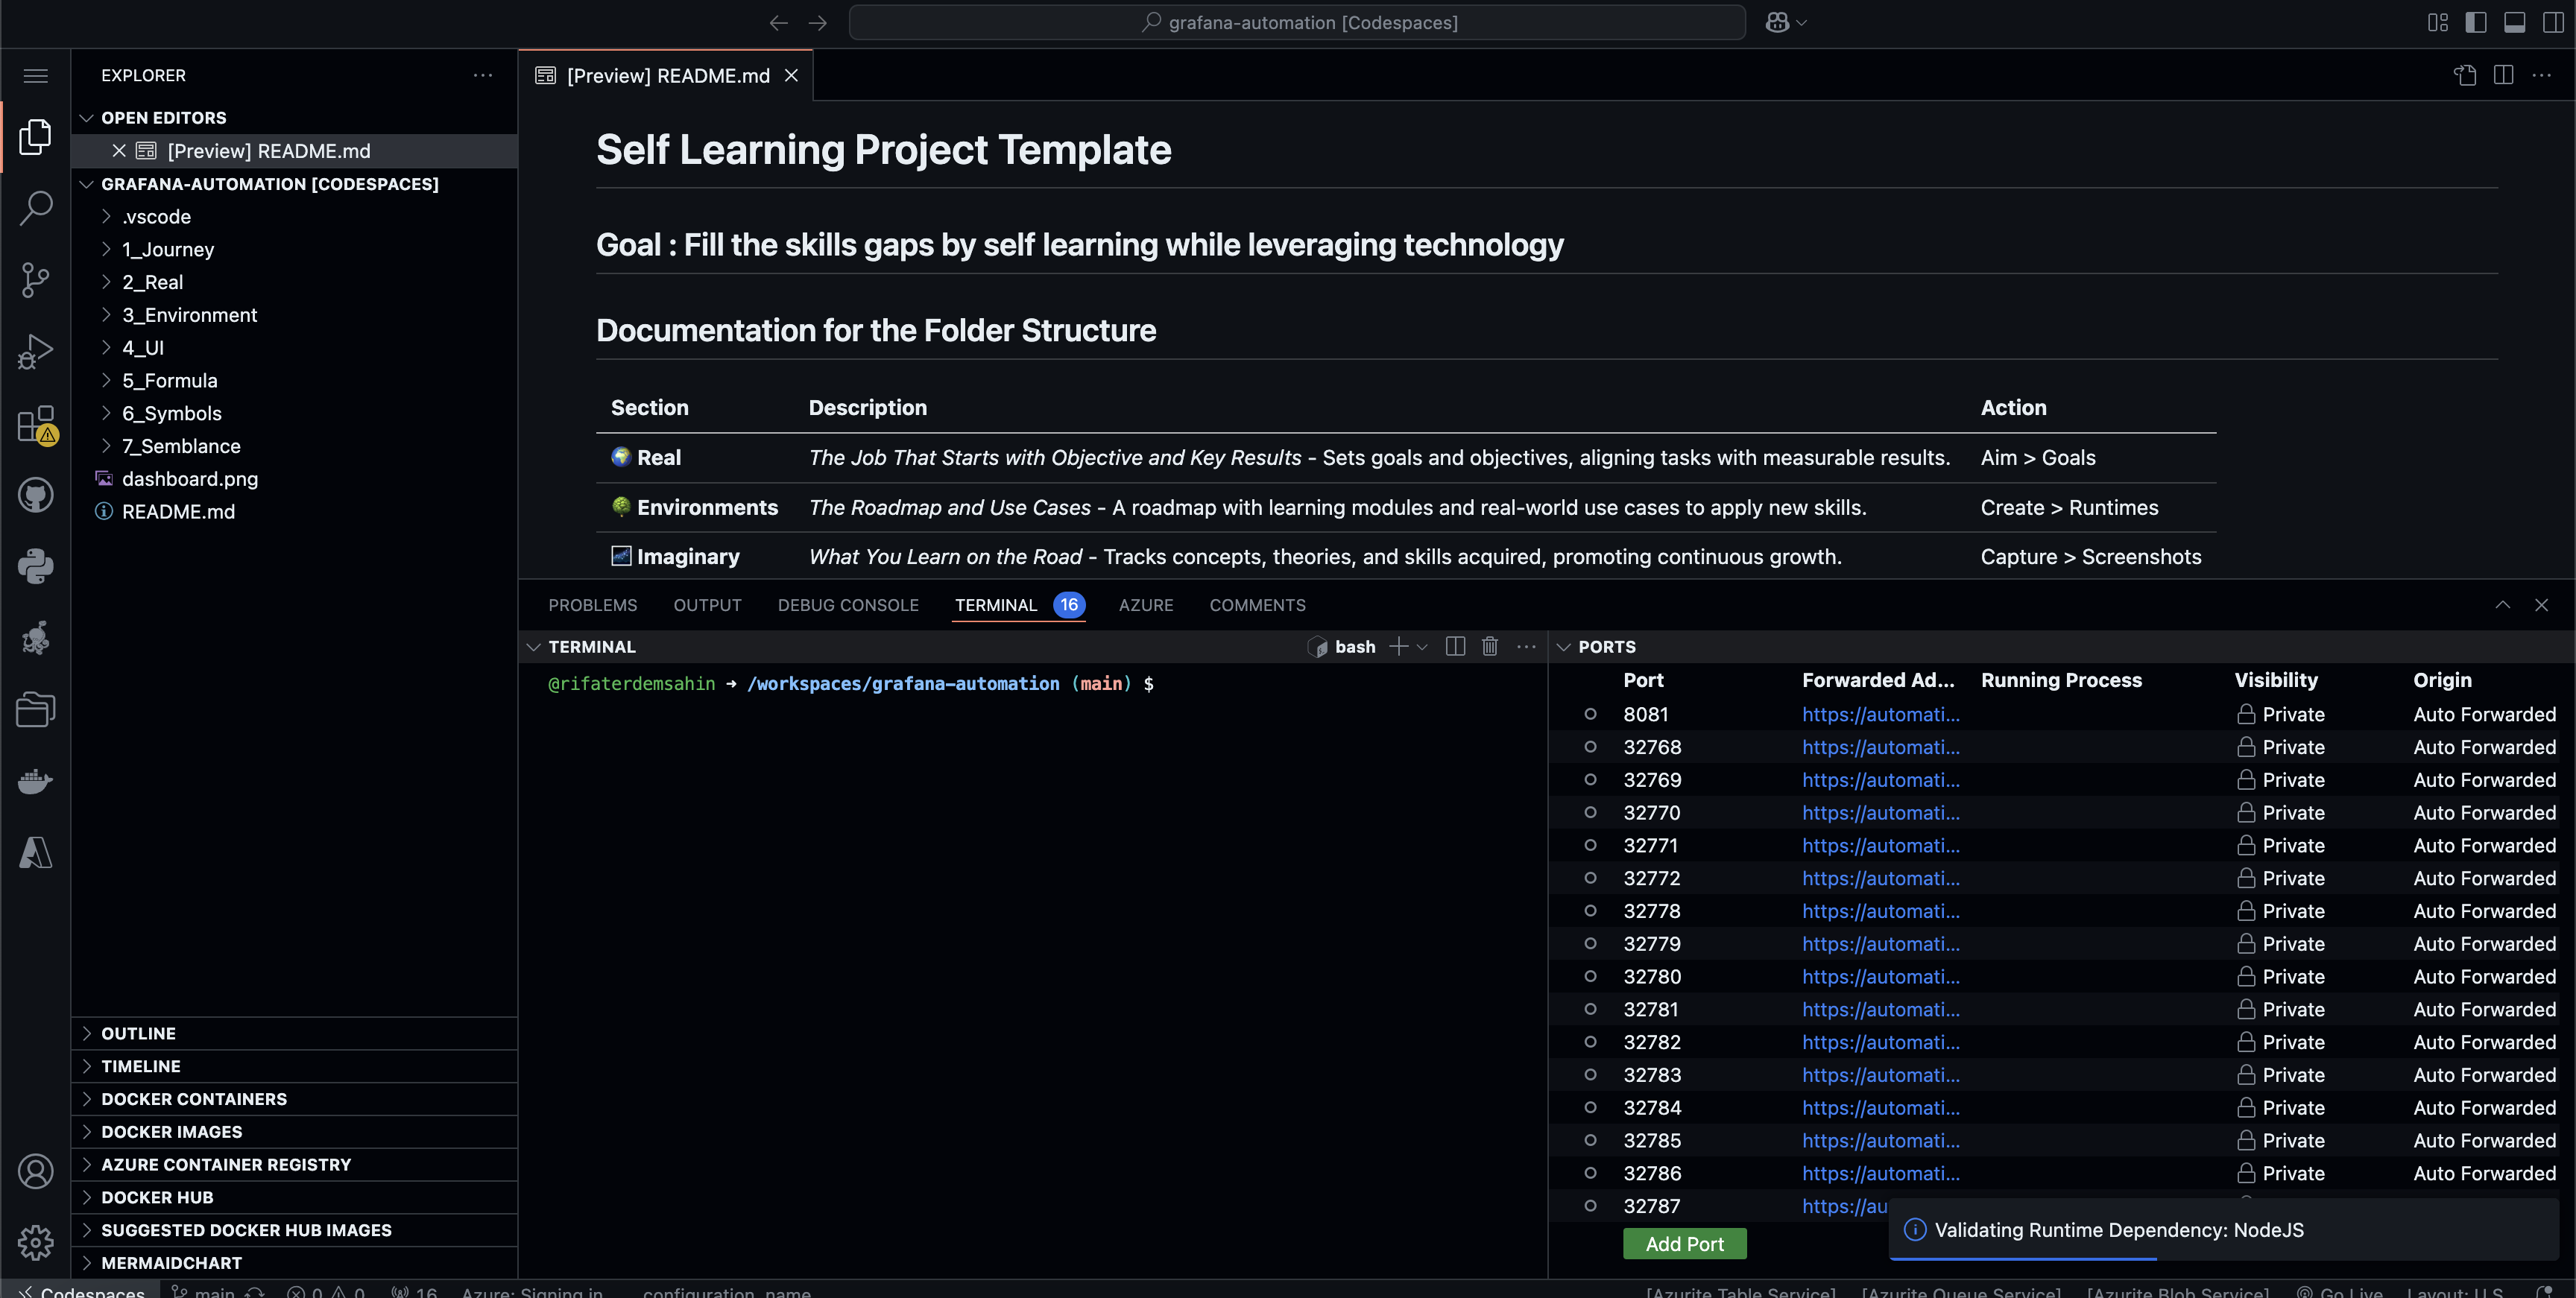 grafana-automation [Codespaces]
EXPLORER
OPEN EDITORS
[Preview] README.md
GRAFANA-AUTOMATION [CODESPACES]
.vscode
1_Journey
2_Real
3_Environment
4_UI
5_Formula
6_Symbols
7_Semblance
dashboard.png
README.md
OUTLINE
TIMELINE
DOCKER CONTAINERS
DOCKER IMAGES
AZURE CONTAINER REGISTRY
DOCKER HUB
SUGGESTED DOCKER HUB IMAGES
MERMAIDCHART
[Preview] README.md
Self Learning Project Template
Goal : Fill the skills gaps by self learning while leveraging technology
Documentation for the Folder Structure
Section Description Action
🌍 Real The Job That Starts with Objective and Key Results - Sets goals and objectives, aligning tasks with measurable results. Aim > Goals
🌳 Environments The Roadmap and Use Cases - A roadmap with learning modules and real-world use cases to apply new skills. Create > Runtimes
🌌 Imaginary What You Learn on the Road - Tracks concepts, theories, and skills acquired, promoting continuous growth. Capture > Screenshots
PROBLEMS OUTPUT DEBUG CONSOLE TERMINAL 16 AZURE COMMENTS
TERMINAL bash
@rifaterdemsahin ➜ /workspaces/grafana-automation (main) $
PORTS
Port Forwarded Ad... Running Process Visibility Origin
8081 https://automati... Private Auto Forwarded
32768 https://automati... Private Auto Forwarded
32769 https://automati... Private Auto Forwarded
32770 https://automati... Private Auto Forwarded
32771 https://automati... Private Auto Forwarded
32772 https://automati... Private Auto Forwarded
32778 https://automati... Private Auto Forwarded
32779 https://automati... Private Auto Forwarded
32780 https://automati... Private Auto Forwarded
32781 https://automati... Private Auto Forwarded
32782 https://automati... Private Auto Forwarded
32783 https://automati... Private Auto Forwarded
32784 https://automati... Private Auto Forwarded
32785 https://automati... Private Auto Forwarded
32786 https://automati... Private Auto Forwarded
32787 https://au
Add Port
Validating Runtime Dependency: NodeJS
Codespaces main 0 0 16 Azure: Signing in... configuration_name [Azurite Table Service] [Azurite Queue Service] [Azurite Blob Service] Go Live Layout: U.S.